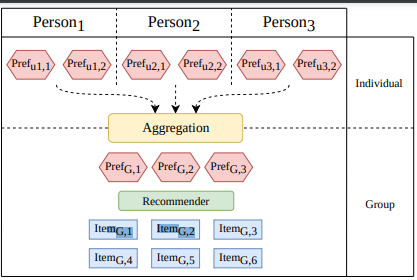 Person1 Person2 Person3
Prefu1,1 Prefu1,2 Prefu2,1 Prefu2,2 Prefu3,1 Prefu3,2
Individual
Aggregation
PrefG,1 PrefG,2 PrefG,3
Recommender
Group
ItemG,1 ItemG,2 ItemG,3
ItemG,4 ItemG,5 ItemG,6